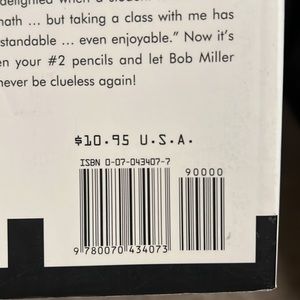 delighted when a student
math ... but taking a class with me has
standable ... even enjoyable." Now it's
en your #2 pencils and let Bob Miller
never be clueless again!
$10.95 U.S.A.
ISBN 0-07-043407-7
90000
9 780070 434073